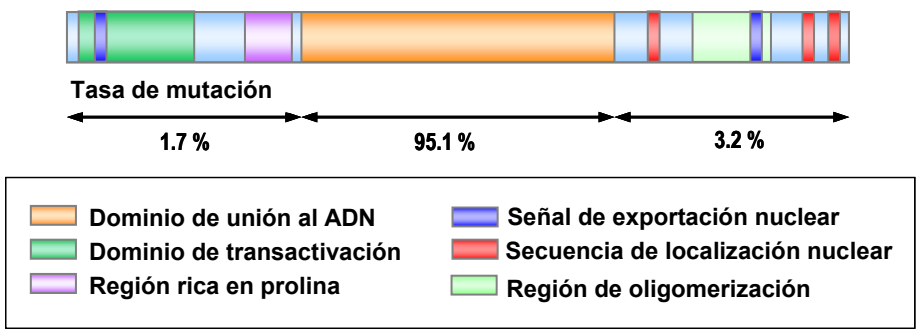 Tasa de mutación
1.7 % 95.1 % 3.2 %
Dominio de unión al ADN
Dominio de transactivación
Región rica en prolina
Señal de exportación nuclear
Secuencia de localización nuclear
Región de oligomerización